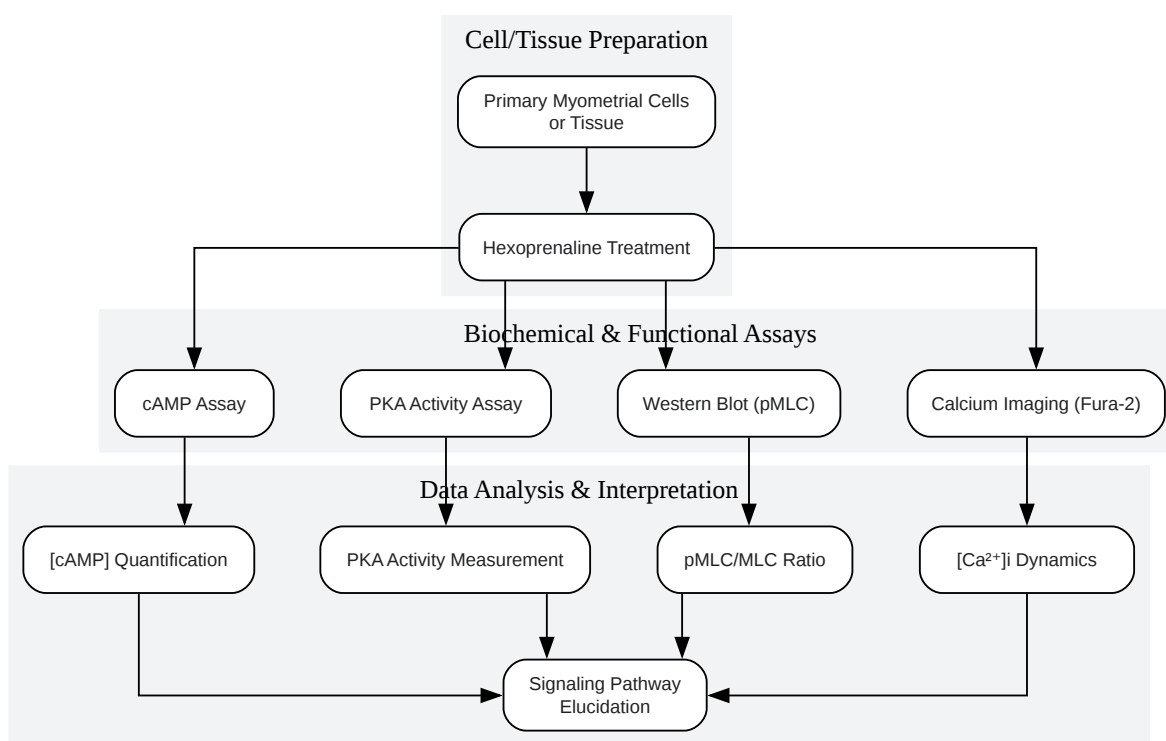 Cell/Tissue Preparation
Primary Myometrial Cells
or Tissue
Hexoprenaline Treatment
Biochemical & Functional Assays
cAMP Assay
PKA Activity Assay
Western Blot (pMLC)
Calcium Imaging (Fura-2)
Data Analysis & Interpretation
[cAMP] Quantification
PKA Activity Measurement
pMLC/MLC Ratio
[Ca²⁺]i Dynamics
Signaling Pathway
Elucidation